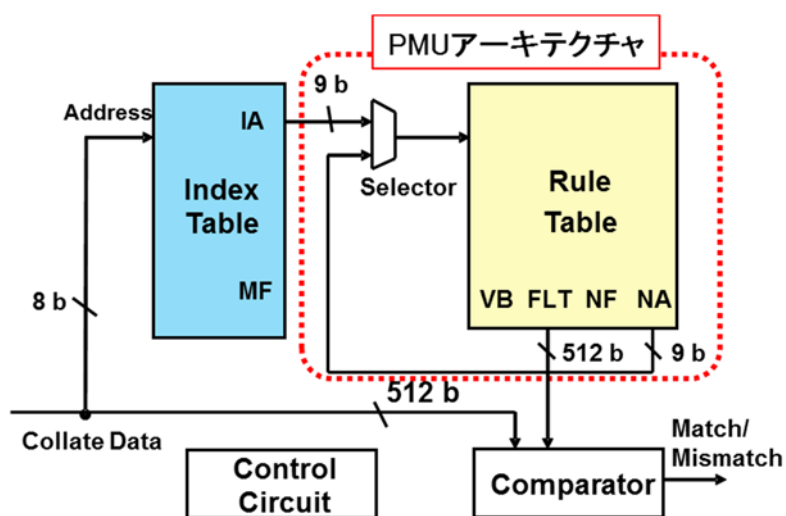 PMUアーキテクチャ
9 b
Address
IA
Index
Table
MF
Selector
Rule
Table
VB FLT NF NA
8 b
512 b
9 b
512 b
Collate Data
Control
Circuit
Comparator
Match/
Mismatch